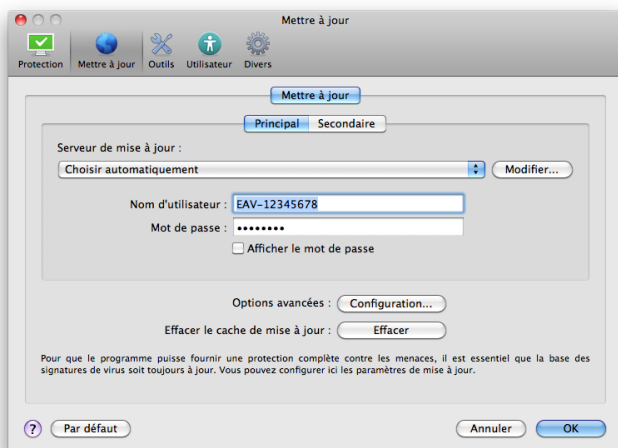 Mettre à jour
Protection Mettre à jour Outils Utilisateur Divers
Mettre à jour
Principal Secondaire
Serveur de mise à jour :
Choisir automatiquement Modifier...
Nom d'utilisateur : EAV-12345678
Mot de passe : ••••••••
Afficher le mot de passe
Options avancées : Configuration...
Effacer le cache de mise à jour : Effacer
Pour que le programme puisse fournir une protection complète contre les menaces, il est essentiel que la base des
signatures de virus soit toujours à jour. Vous pouvez configurer ici les paramètres de mise à jour.
? Par défaut Annuler OK